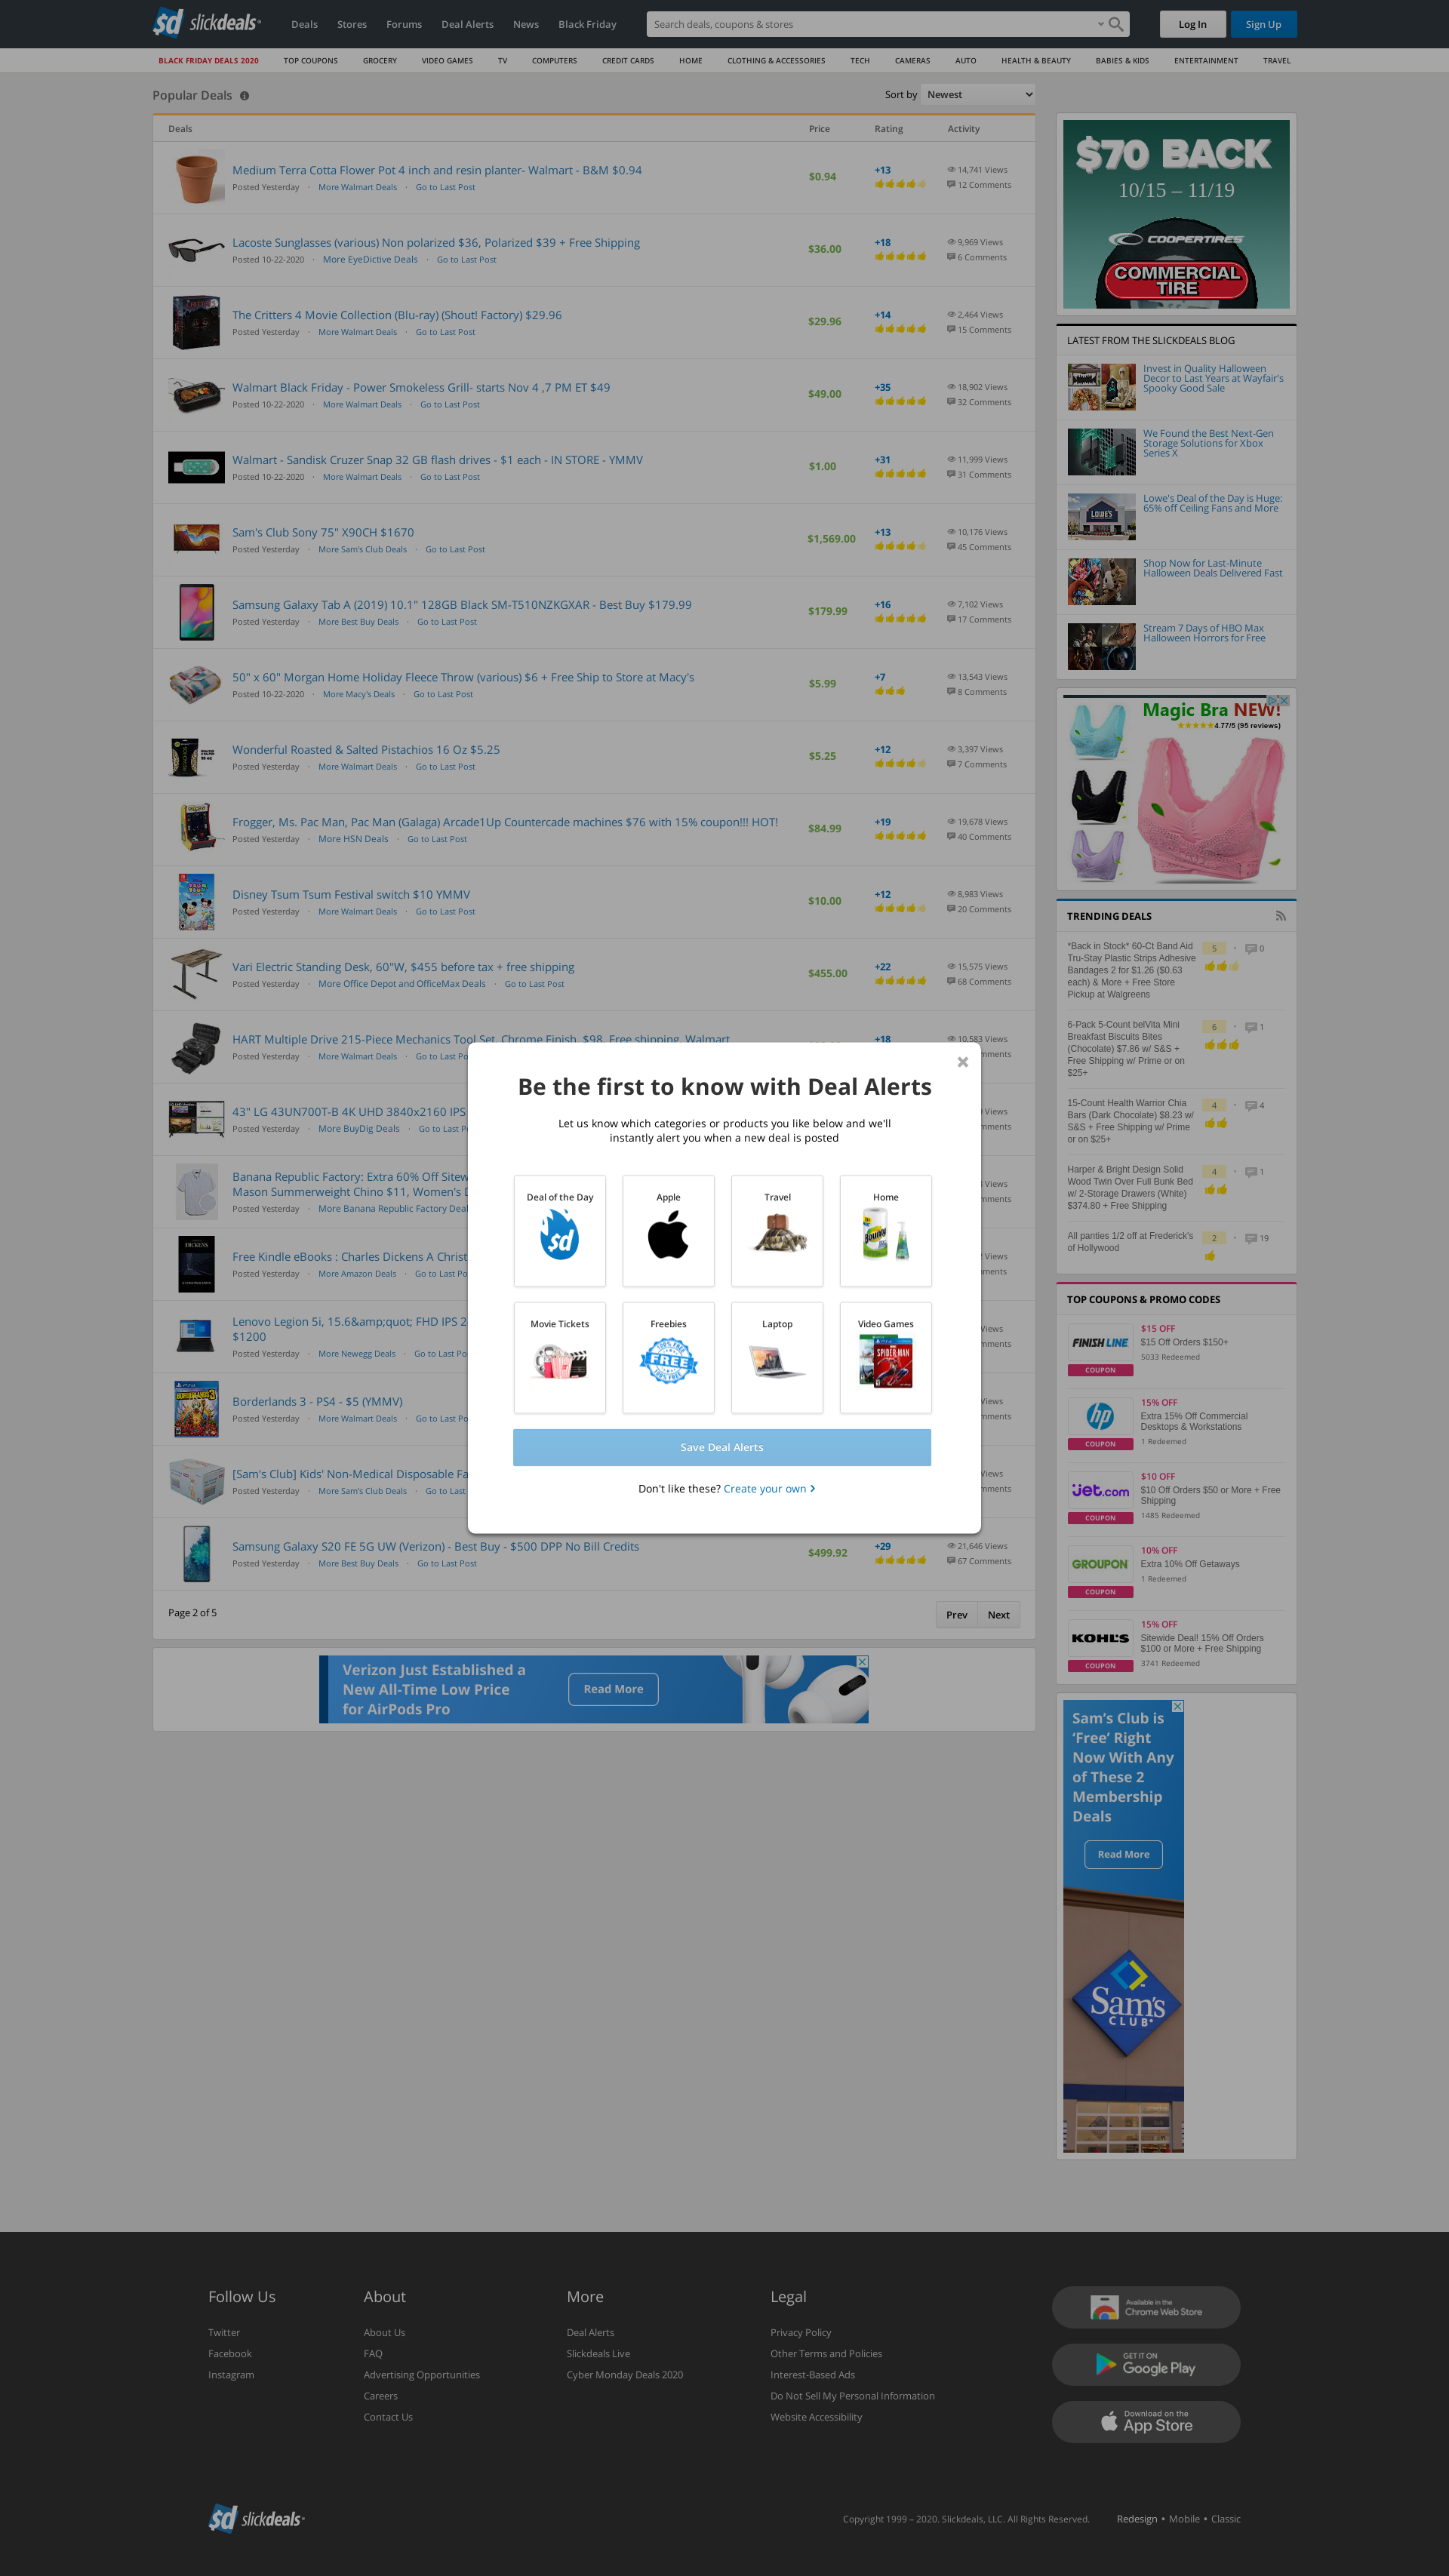 sd slickdeals
Deals Stores Forums Deal Alerts News Black Friday
Search deals, coupons & stores
Log In Sign Up
BLACK FRIDAY DEALS 2020 TOP COUPONS GROCERY VIDEO GAMES TV COMPUTERS CREDIT CARDS HOME CLOTHING & ACCESSORIES TECH CAMERAS AUTO HEALTH & BEAUTY BABIES & KIDS ENTERTAINMENT TRAVEL
Popular Deals
Sort by Newest
Deals Price Rating Activity
Medium Terra Cotta Flower Pot 4 inch and resin planter- Walmart - B&M $0.94
Posted Yesterday · More Walmart Deals · Go to Last Post
$0.94 +13 14,741 Views
12 Comments
Lacoste Sunglasses (various) Non polarized $36, Polarized $39 + Free Shipping
Posted 10-22-2020 · More EyeDictive Deals · Go to Last Post
$36.00 +18 9,969 Views
6 Comments
The Critters 4 Movie Collection (Blu-ray) (Shout! Factory) $29.96
Posted Yesterday · More Walmart Deals · Go to Last Post
$29.96 +14 2,464 Views
15 Comments
Walmart Black Friday - Power Smokeless Grill- starts Nov 4 ,7 PM ET $49
Posted 10-22-2020 · More Walmart Deals · Go to Last Post
$49.00 +35 18,902 Views
32 Comments
Walmart - Sandisk Cruzer Snap 32 GB flash drives - $1 each - IN STORE - YMMV
Posted 10-22-2020 · More Walmart Deals · Go to Last Post
$1.00 +31 11,999 Views
31 Comments
Sam's Club Sony 75" X90CH $1670
Posted Yesterday · More Sam's Club Deals · Go to Last Post
$1,569.00 +13 10,176 Views
45 Comments
Samsung Galaxy Tab A (2019) 10.1" 128GB Black SM-T510NZKGXAR - Best Buy $179.99
Posted Yesterday · More Best Buy Deals · Go to Last Post
$179.99 +16 7,102 Views
17 Comments
50" x 60" Morgan Home Holiday Fleece Throw (various) $6 + Free Ship to Store at Macy's
Posted 10-22-2020 · More Macy's Deals · Go to Last Post
$5.99 +7 13,543 Views
8 Comments
Wonderful Roasted & Salted Pistachios 16 Oz $5.25
Posted Yesterday · More Walmart Deals · Go to Last Post
$5.25 +12 3,397 Views
7 Comments
Frogger, Ms. Pac Man, Pac Man (Galaga) Arcade1Up Countercade machines $76 with 15% coupon!!! HOT!
Posted Yesterday · More HSN Deals · Go to Last Post
$84.99 +19 19,678 Views
40 Comments
Disney Tsum Tsum Festival switch $10 YMMV
Posted Yesterday · More Walmart Deals · Go to Last Post
$10.00 +12 8,983 Views
20 Comments
Vari Electric Standing Desk, 60"W, $455 before tax + free shipping
Posted Yesterday · More Office Depot and OfficeMax Deals · Go to Last Post
$455.00 +22 15,575 Views
68 Comments
HART Multiple Drive 215-Piece Mechanics Tool Set, Chrome Finish, $98, Free shipping, Walmart
Posted Yesterday · More Walmart Deals · Go to Last
+18 10,583 Views
43" LG 43UN700T-B 4K UHD 3840x2160 IPS
Posted Yesterday · More BuyDig Deals · Go to Last
Views
Banana Republic Factory: Extra 60% Off
Mason Summerweight Chino $11, Women's
Posted Yesterday · More Banana Republic Factory
Views
Free Kindle eBooks : Charles Dickens A
Posted Yesterday · More Amazon Deals · Go to Last
Views
Lenovo Legion 5i, 15.6&amp;quot; FHD IPS
$1200
Posted Yesterday · More Newegg Deals · Go to Last
Views
Borderlands 3 - PS4 - $5 (YMMV)
Posted Yesterday · More Walmart Deals · Go to Last
Views
[Sam's Club] Kids' Non-Medical Disposable
Posted Yesterday · More Sam's Club Deals · Go to Last
Views
Samsung Galaxy S20 FE 5G UW (Verizon) - Best Buy - $500 DPP No Bill Credits
Posted Yesterday · More Best Buy Deals · Go to Last Post
$499.92 +29 21,646 Views
67 Comments
Page 2 of 5
Prev Next
Be the first to know with Deal Alerts
Let us know which categories or products you like below and we'll
instantly alert you when a new deal is posted
Deal of the Day Apple Travel Home
sd
Bounty
Movie Tickets Freebies Laptop Video Games
FREE
SPIDER-MAN
Save Deal Alerts
Don't like these? Create your own
Verizon Just Established a
New All-Time Low Price
for AirPods Pro
Read More
$70 BACK
10/15 – 11/19
COOPERTIRES
COMMERCIAL
TIRE
LATEST FROM THE SLICKDEALS BLOG
Invest in Quality Halloween
Decor to Last Years at Wayfair's
Spooky Good Sale
We Found the Best Next-Gen
Storage Solutions for Xbox
Series X
LOWE'S
Lowe's Deal of the Day is Huge:
65% off Ceiling Fans and More
Shop Now for Last-Minute
Halloween Deals Delivered Fast
Stream 7 Days of HBO Max
Halloween Horrors for Free
Magic Bra NEW!
4.77/5 (95 reviews)
TRENDING DEALS
*Back in Stock* 60-Ct Band Aid
Tru-Stay Plastic Strips Adhesive
Bandages 2 for $1.26 ($0.63
each) & More + Free Store
Pickup at Walgreens
5 · 0
6-Pack 5-Count belVita Mini
Breakfast Biscuits Bites
(Chocolate) $7.86 w/ S&S +
Free Shipping w/ Prime or on
$25+
6 · 1
15-Count Health Warrior Chia
Bars (Dark Chocolate) $8.23 w/
S&S + Free Shipping w/ Prime
or on $25+
4 · 4
Harper & Bright Design Solid
Wood Twin Over Full Bunk Bed
w/ 2-Storage Drawers (White)
$374.80 + Free Shipping
4 · 1
All panties 1/2 off at Frederick's
of Hollywood
2 · 19
TOP COUPONS & PROMO CODES
FINISH LINE
COUPON
$15 OFF
$15 Off Orders $150+
5033 Redeemed
hp
COUPON
15% OFF
Extra 15% Off Commercial
Desktops & Workstations
1 Redeemed
jet.com
COUPON
$10 OFF
$10 Off Orders $50 or More + Free
Shipping
1485 Redeemed
GROUPON
COUPON
10% OFF
Extra 10% Off Getaways
1 Redeemed
KOHL'S
COUPON
15% OFF
Sitewide Deal! 15% Off Orders
$100 or More + Free Shipping
3741 Redeemed
Sam's Club is
‘Free’ Right
Now With Any
of These 2
Membership
Deals
Read More
Sam's
CLUB
Follow Us
Twitter
Facebook
Instagram
About
About Us
FAQ
Advertising Opportunities
Careers
Contact Us
More
Deal Alerts
Slickdeals Live
Cyber Monday Deals 2020
Legal
Privacy Policy
Other Terms and Policies
Interest-Based Ads
Do Not Sell My Personal Information
Website Accessibility
Available in the
Chrome Web Store
GET IT ON
Google Play
Download on the
App Store
sd slickdeals
Copyright 1999 – 2020. Slickdeals, LLC. All Rights Reserved.
Redesign • Mobile • Classic